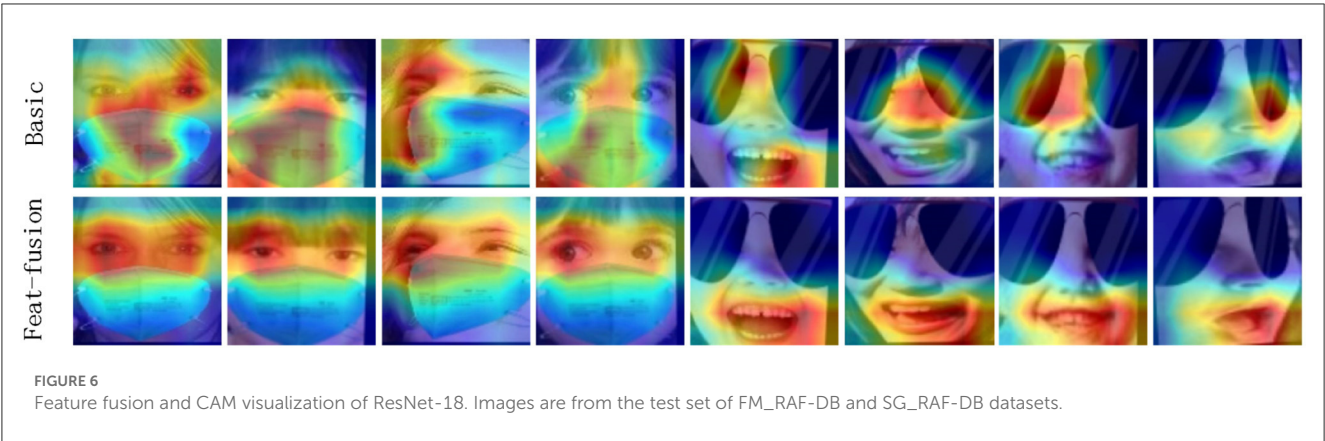 Basic
Feat-fusion
FIGURE 6
Feature fusion and CAM visualization of ResNet-18. Images are from the test set of FM_RAF-DB and SG_RAF-DB datasets.